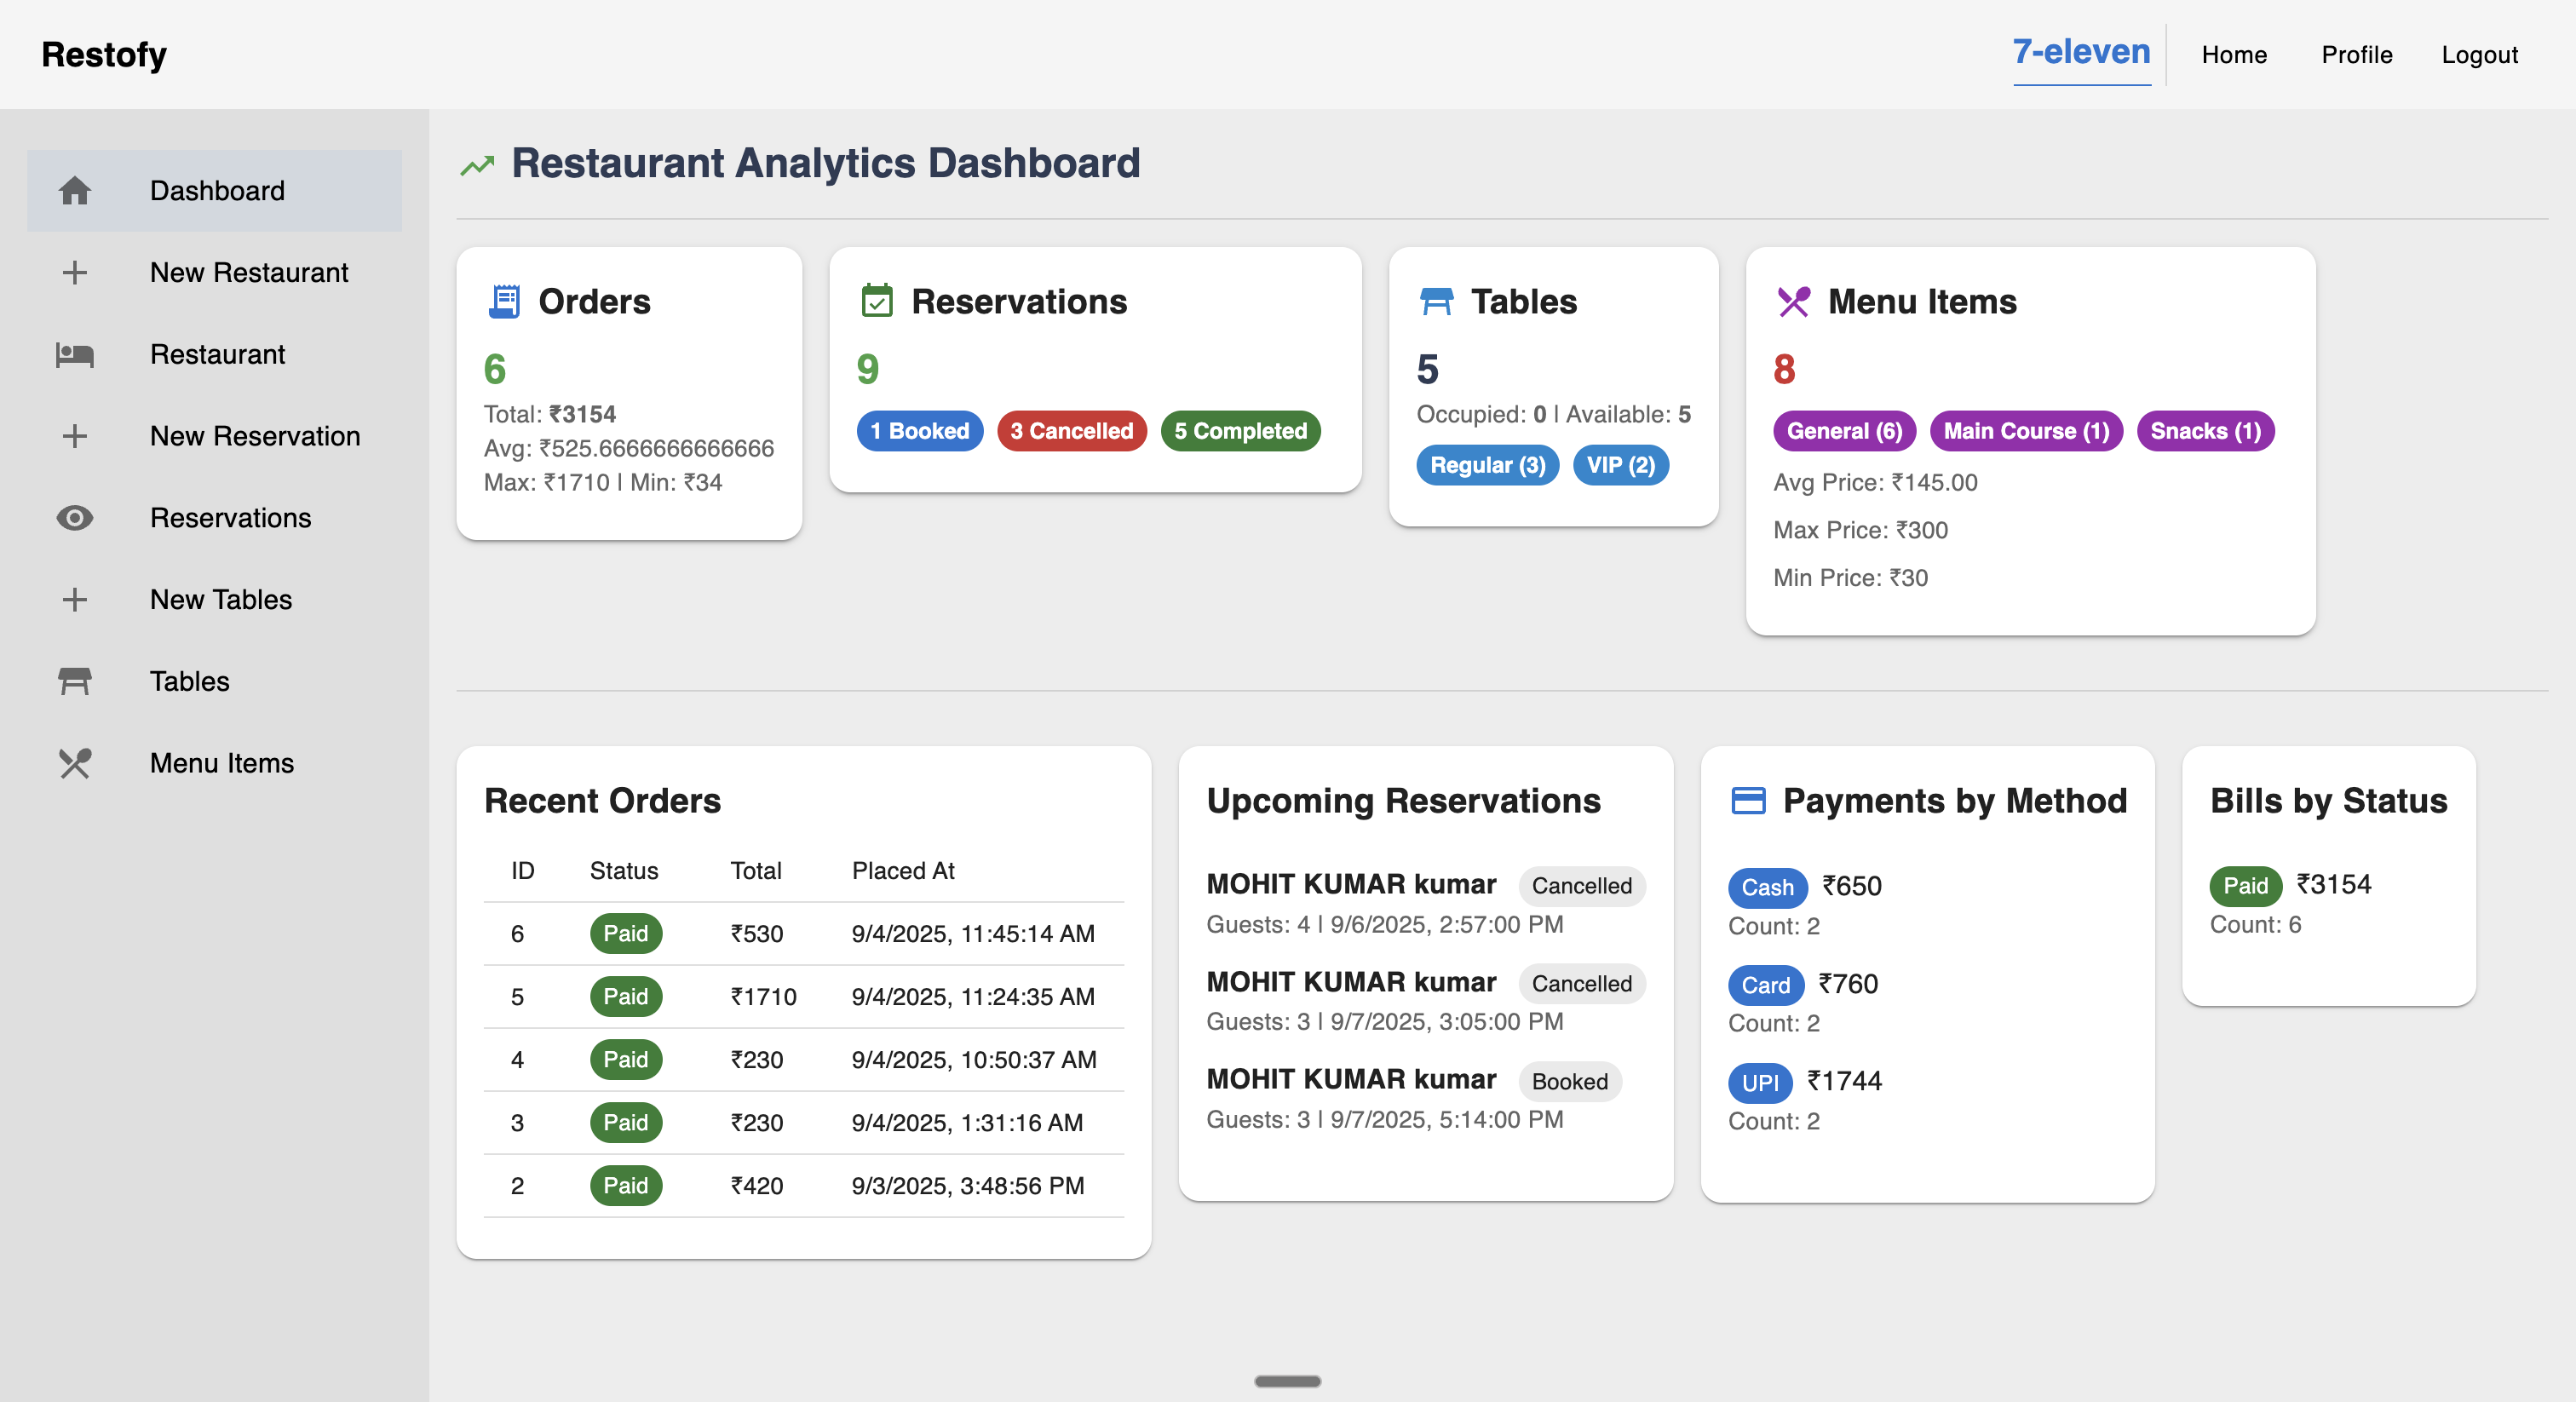 Restofy
7-eleven
Home
Profile
Logout
Dashboard
New Restaurant
Restaurant
New Reservation
Reservations
New Tables
Tables
Menu Items
Restaurant Analytics Dashboard
Orders
6
Total: ₹3154
Avg: ₹525.6666666666666
Max: ₹1710 | Min: ₹34
Reservations
9
1 Booked
3 Cancelled
5 Completed
Tables
5
Occupied: 0 | Available: 5
Regular (3)
VIP (2)
Menu Items
8
General (6)
Main Course (1)
Snacks (1)
Avg Price: ₹145.00
Max Price: ₹300
Min Price: ₹30
Recent Orders
ID Status Total Placed At
6 Paid ₹530 9/4/2025, 11:45:14 AM
5 Paid ₹1710 9/4/2025, 11:24:35 AM
4 Paid ₹230 9/4/2025, 10:50:37 AM
3 Paid ₹230 9/4/2025, 1:31:16 AM
2 Paid ₹420 9/3/2025, 3:48:56 PM
Upcoming Reservations
MOHIT KUMAR kumar Cancelled
Guests: 4 | 9/6/2025, 2:57:00 PM
MOHIT KUMAR kumar Cancelled
Guests: 3 | 9/7/2025, 3:05:00 PM
MOHIT KUMAR kumar Booked
Guests: 3 | 9/7/2025, 5:14:00 PM
Payments by Method
Cash ₹650
Count: 2
Card ₹760
Count: 2
UPI ₹1744
Count: 2
Bills by Status
Paid ₹3154
Count: 6